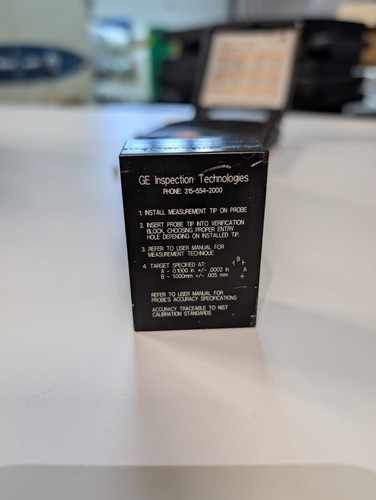 GE Inspection Technologies
PHONE: 315-554-2000
1. INSTALL MEASUREMENT TIP ON PROBE
2. INSERT PROBE TIP INTO VERIFICATION
BLOCK, CHOOSING PROPER ENTRY
HOLE DEPENDING ON INSTALLED TIP.
3. REFER TO USER MANUAL FOR
MEASUREMENT TECHNIQUE
4. TARGET SPECIFIED AT:
A - 0.1000 in. +/- .0002 in.
B - 1.000mm +/- .005 mm
B
A
REFER TO USER MANUAL FOR
PROBE'S ACCURACY SPECIFICATIONS
ACCURACY TRACEABLE TO NIST
CALIBRATION STANDARDS